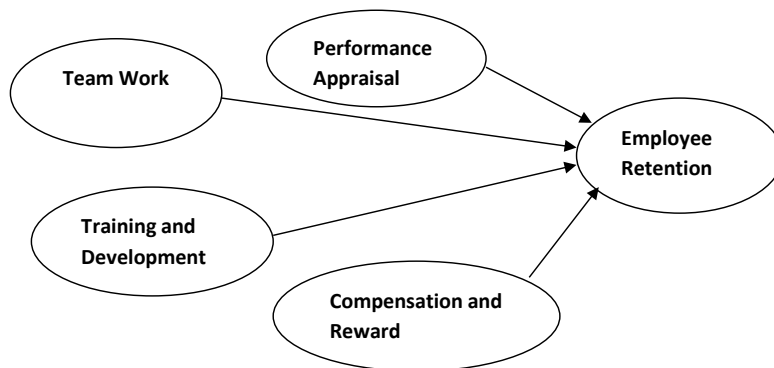 Performance
Appraisal
Team Work
Employee
Retention
Training and
Development
Compensation and
Reward